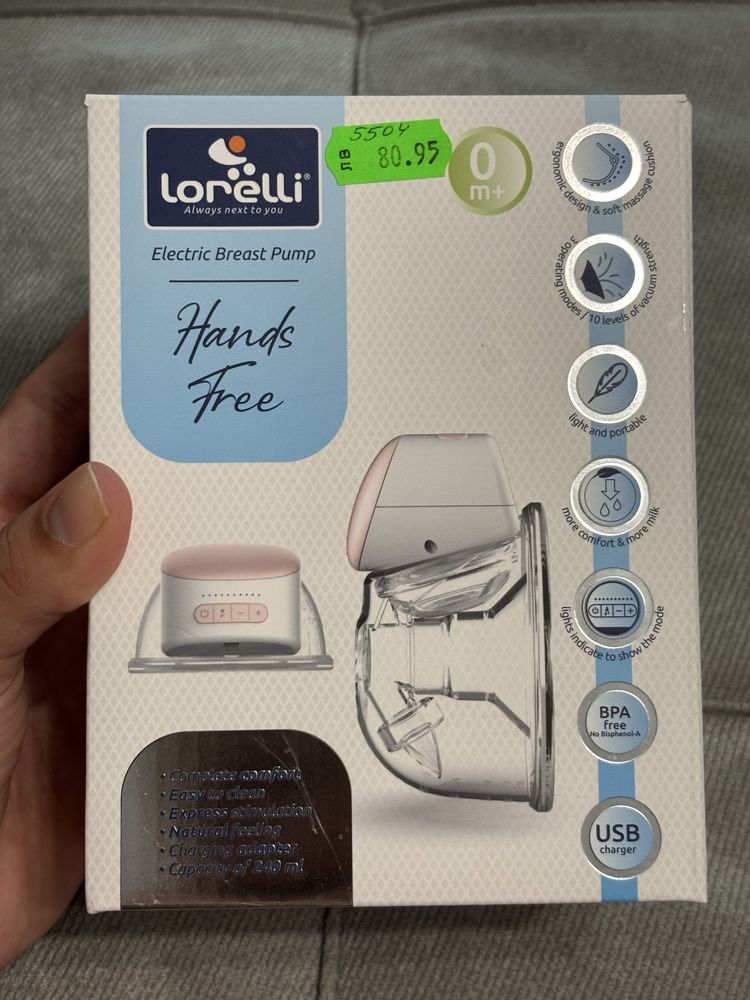 Lorelli®
Always next to you
Electric Breast Pump
Hands
Free
5504
лв 80.95
0
m+
ergonomic design & soft massage cushion
3 operating modes / 10 levels of vacuum strength
light and portable
more comfort & more milk
lights indicate to show the mode
BPA
free
No Bisphenol-A
USB
charger
• Complete comfort
• Easy to clean
• Express stimulation
• Natural feeling
• Charging adapter
• Capacity of 240 ml